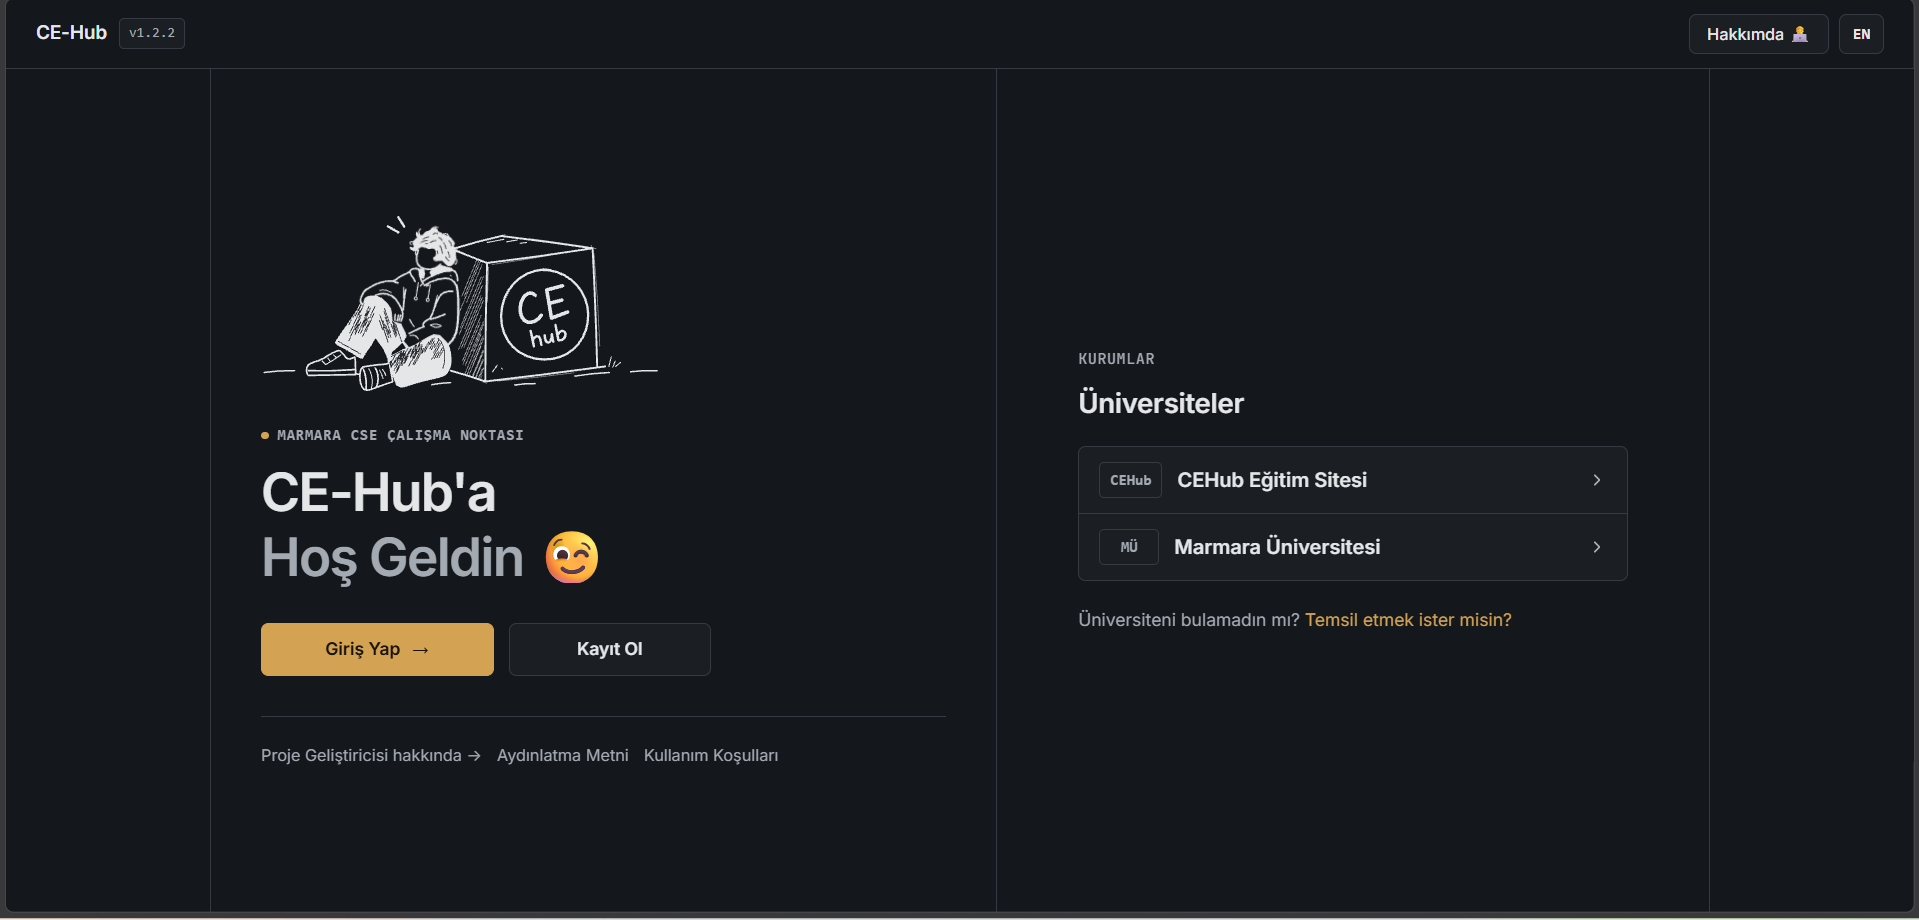 CE-Hub v1.2.2
Hakkımda
EN
CE
hub
MARMARA CSE ÇALIŞMA NOKTASI
CE-Hub'a
Hoş Geldin
Giriş Yap →
Kayıt Ol
Proje Geliştiricisi hakkında → Aydınlatma Metni Kullanım Koşulları
KURUMLAR
Üniversiteler
CEHub CEHub Eğitim Sitesi
MÜ Marmara Üniversitesi
Üniversiteni bulamadın mı? Temsil etmek ister misin?